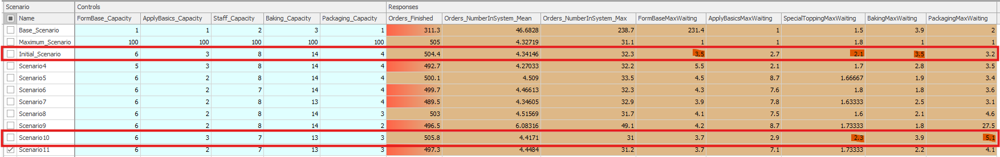 Scenario Controls Responses
Name FormBase_Capacity ApplyBasics_Capacity Staff_Capacity Baking_Capacity Packaging_Capacity Orders_Finished Orders_NumberInSystem_Mean Orders_NumberInSystem_Max FormBaseMaxWaiting ApplyBasicsMaxWaiting SpecialToppingMaxWaiting BakingMaxWaiting PackagingMaxWaiting
Base_Scenario 1 1 2 3 1 311.3 46.6828 238.7 231.4 1 1.5 3.9 2
Maximum_Scenario 100 100 100 100 100 505 4.32719 31.1 1 1 1.8 1 1
Initial_Scenario 6 3 8 14 4 504.4 4.34146 32.3 3.5 2.7 2.1 3.5 3.2
Scenario4 5 3 8 14 4 492.7 4.27033 32.2 5.5 2.1 1.7 2.8 3.5
Scenario5 6 2 8 14 4 500.1 4.509 33.5 4.5 8.7 1.66667 1.9 3.4
Scenario6 6 2 7 14 4 499.7 4.46613 32.3 4.3 7.6 1.8 1.8 3.6
Scenario7 6 2 8 13 4 489.5 4.34605 32.9 3.9 7.8 1.63333 2.5 3.1
Scenario8 6 2 8 14 3 503 4.51569 31.7 4.1 7.5 1.6 2.1 4.6
Scenario9 6 2 8 14 2 496.5 6.08316 49.1 4.2 8.7 1.73333 1.8 27.5
Scenario10 6 3 7 13 3 505.8 4.4171 31 3.7 2.9 2.3 3.9 5.1
Scenario11 6 2 7 13 3 497.3 4.4484 31.2 3.7 7.1 1.73333 2.2 4.1